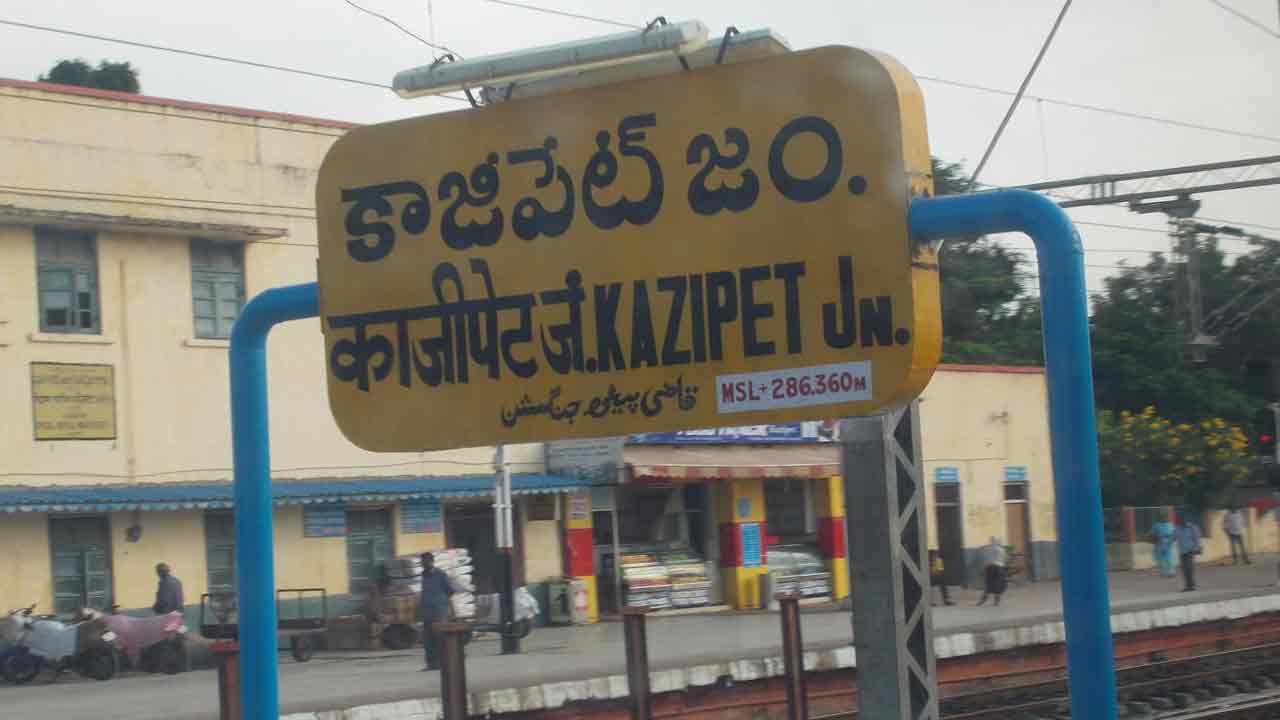 కాజీపేట్ జం.
काजीपेट जं. KAZIPET JN.
قاضی پیٹھ جنکشن
MSL+ 286.360M